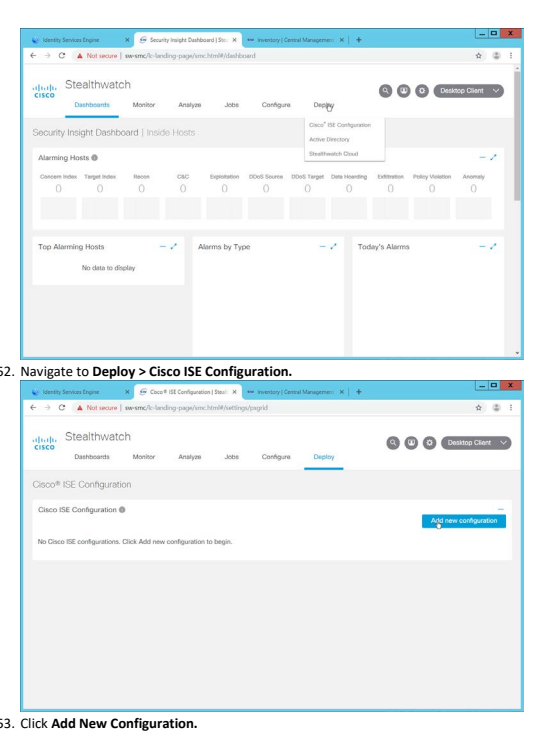 Identity Services Engine
Security Insight Dashboard | Stea
Inventory | Central Management
Not secure | sw-smc/lc-landing-page/smc.html#/dashboard
cisco
Stealthwatch
Desktop Client
Dashboards Monitor Analyze Jobs Configure Deploy
Cisco® ISE Configuration
Active Directory
Stealthwatch Cloud
Security Insight Dashboard | Inside Hosts
Alarming Hosts
Concern Index Target Index Recon C&C Exploitation DDoS Source DDoS Target Data Hoarding Exfiltration Policy Violation Anomaly
0 0 0 0 0 0 0 0 0 0 0
Top Alarming Hosts
Alarms by Type
Today's Alarms
No data to display
52. Navigate to Deploy > Cisco ISE Configuration.
Identity Services Engine
Cisco® ISE Configuration | Steal
Inventory | Central Management
Not secure | sw-smc/lc-landing-page/smc.html#/settings/pxgrid
cisco
Stealthwatch
Desktop Client
Dashboards Monitor Analyze Jobs Configure Deploy
Cisco® ISE Configuration
Cisco ISE Configuration
Add new configuration
No Cisco ISE configurations. Click Add new configuration to begin.
53. Click Add New Configuration.